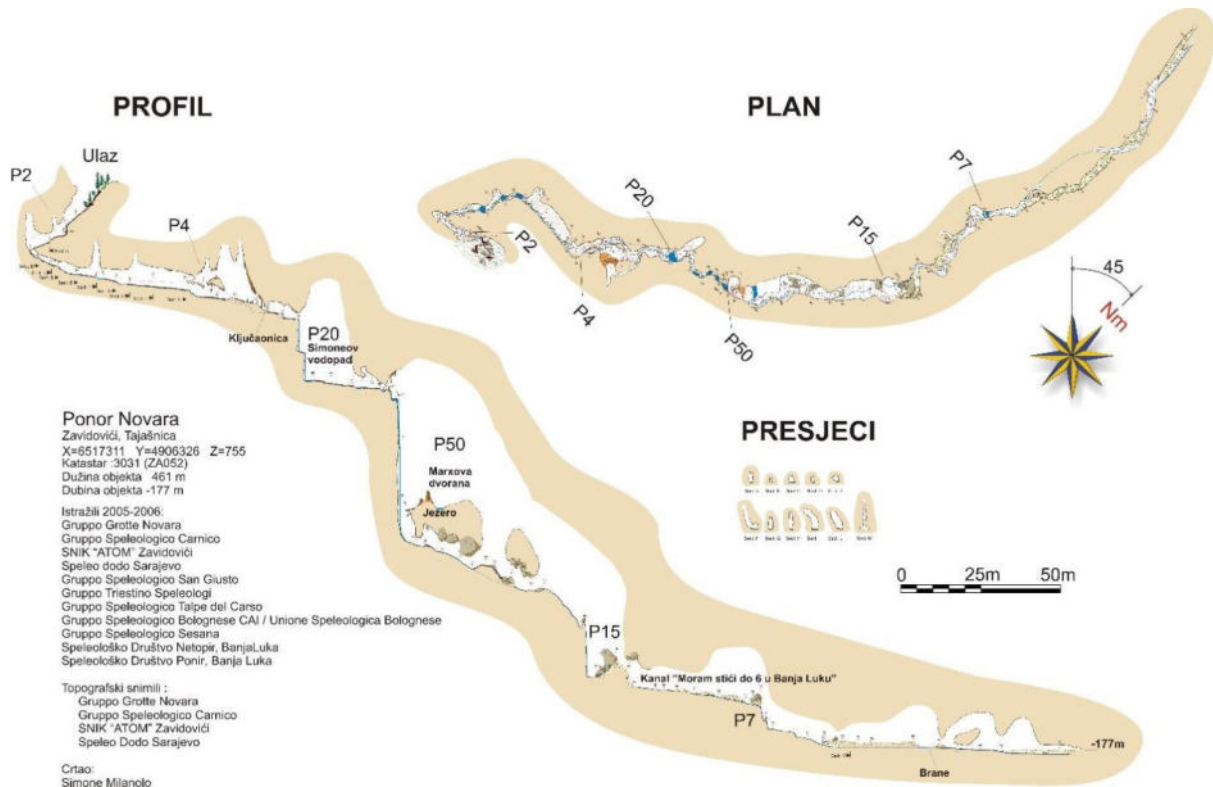 PROFIL
PLAN
Ulaz
P2
P4
Ključaonica
P20
Simoneov
vodopad
P50
Marxova
dvorana
Jezero
P15
Kanal "Moram stići do 6 u Banja Luku"
P7
Brane
-177m
P2
P4
P20
P50
P15
P7
45
Nm
PRESJECI
0 25m 50m
Ponor Novara
Zavidovići, Tajašnica
X=6517311 Y=4906326 Z=755
Katastar :3031 (ZA052)
Dužina objekta 461 m
Dubina objekta -177 m
Istražili 2005-2006:
Gruppo Grotte Novara
Gruppo Speleologico Carnico
SNIK "ATOM" Zavidovići
Speleo dodo Sarajevo
Gruppo Speleologico San Giusto
Gruppo Triestino Speleologi
Gruppo Speleologico Talpe del Carso
Gruppo Speleologico Bolognese CAI / Unione Speleologica Bolognese
Gruppo Speleologico Sesana
Speleološko Društvo Netopir, BanjaLuka
Speleološko Društvo Ponir, Banja Luka
Topografski snimili :
Gruppo Grotte Novara
Gruppo Speleologico Carnico
SNIK "ATOM" Zavidovići
Speleo Dodo Sarajevo
Crtao:
Simone Milanolo